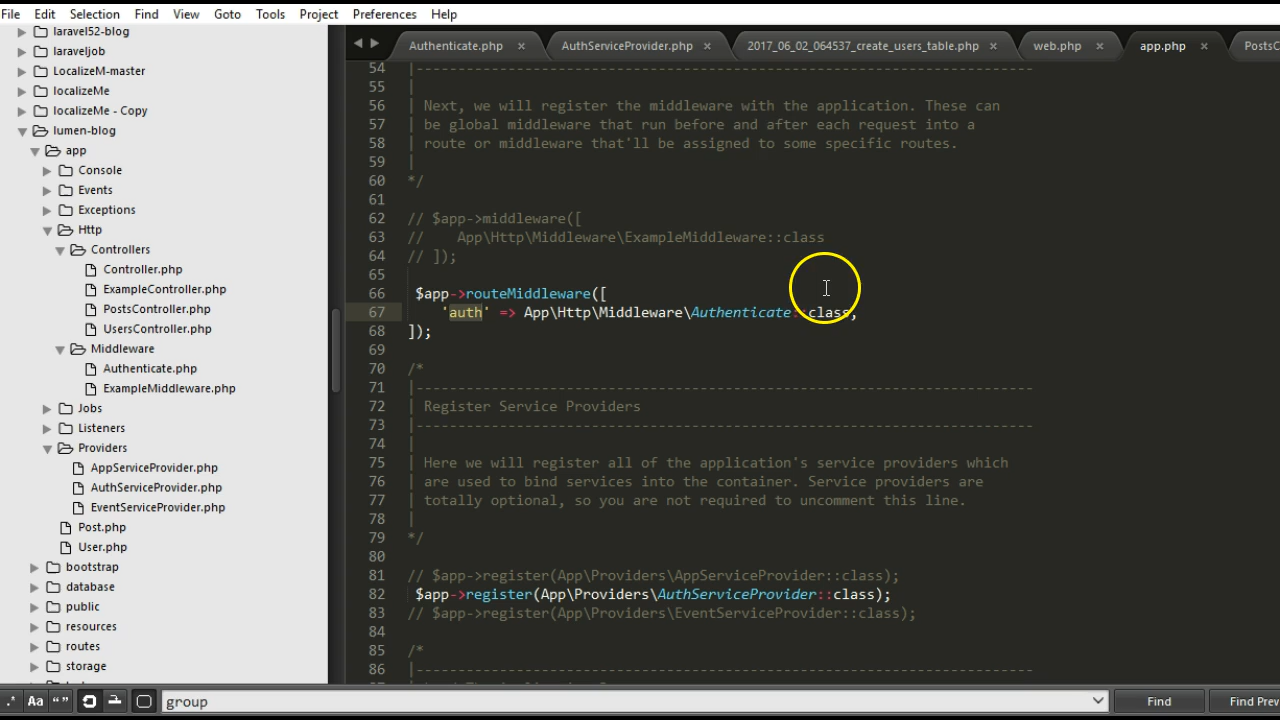 File Edit Selection Find View Goto Tools Project Preferences Help
laravel52-blog
laraveljob
LocalizeM-master
localizeMe
localizeMe - Copy
lumen-blog
app
Console
Events
Exceptions
Http
Controllers
Controller.php
ExampleController.php
PostsController.php
UsersController.php
Middleware
Authenticate.php
ExampleMiddleware.php
Jobs
Listeners
Providers
AppServiceProvider.php
AuthServiceProvider.php
EventServiceProvider.php
Post.php
User.php
bootstrap
database
public
resources
routes
storage
Authenticate.php × AuthServiceProvider.php × 2017_06_02_064537_create_users_table.php × web.php × app.php × PostsC
54 |--------------------------------------------------------------------------
55 |
56 | Next, we will register the middleware with the application. These can
57 | be global middleware that run before and after each request into a
58 | route or middleware that'll be assigned to some specific routes.
59 |
60 */
61
62 // $app->middleware([
63 //    App\Http\Middleware\ExampleMiddleware::class
64 // ]);
65
66 $app->routeMiddleware([
67 'auth' => App\Http\Middleware\Authenticate::class,
68 ]);
69
70 /*
71 |--------------------------------------------------------------------------
72 | Register Service Providers
73 |--------------------------------------------------------------------------
74 |
75 | Here we will register all of the application's service providers which
76 | are used to bind services into the container. Service providers are
77 | totally optional, so you are not required to uncomment this line.
78 |
79 */
80
81 // $app->register(App\Providers\AppServiceProvider::class);
82 $app->register(App\Providers\AuthServiceProvider::class);
83 // $app->register(App\Providers\EventServiceProvider::class);
84
85 /*
86 |--------------------------------------------------------------------------
.* Aa “” group Find Find Prev